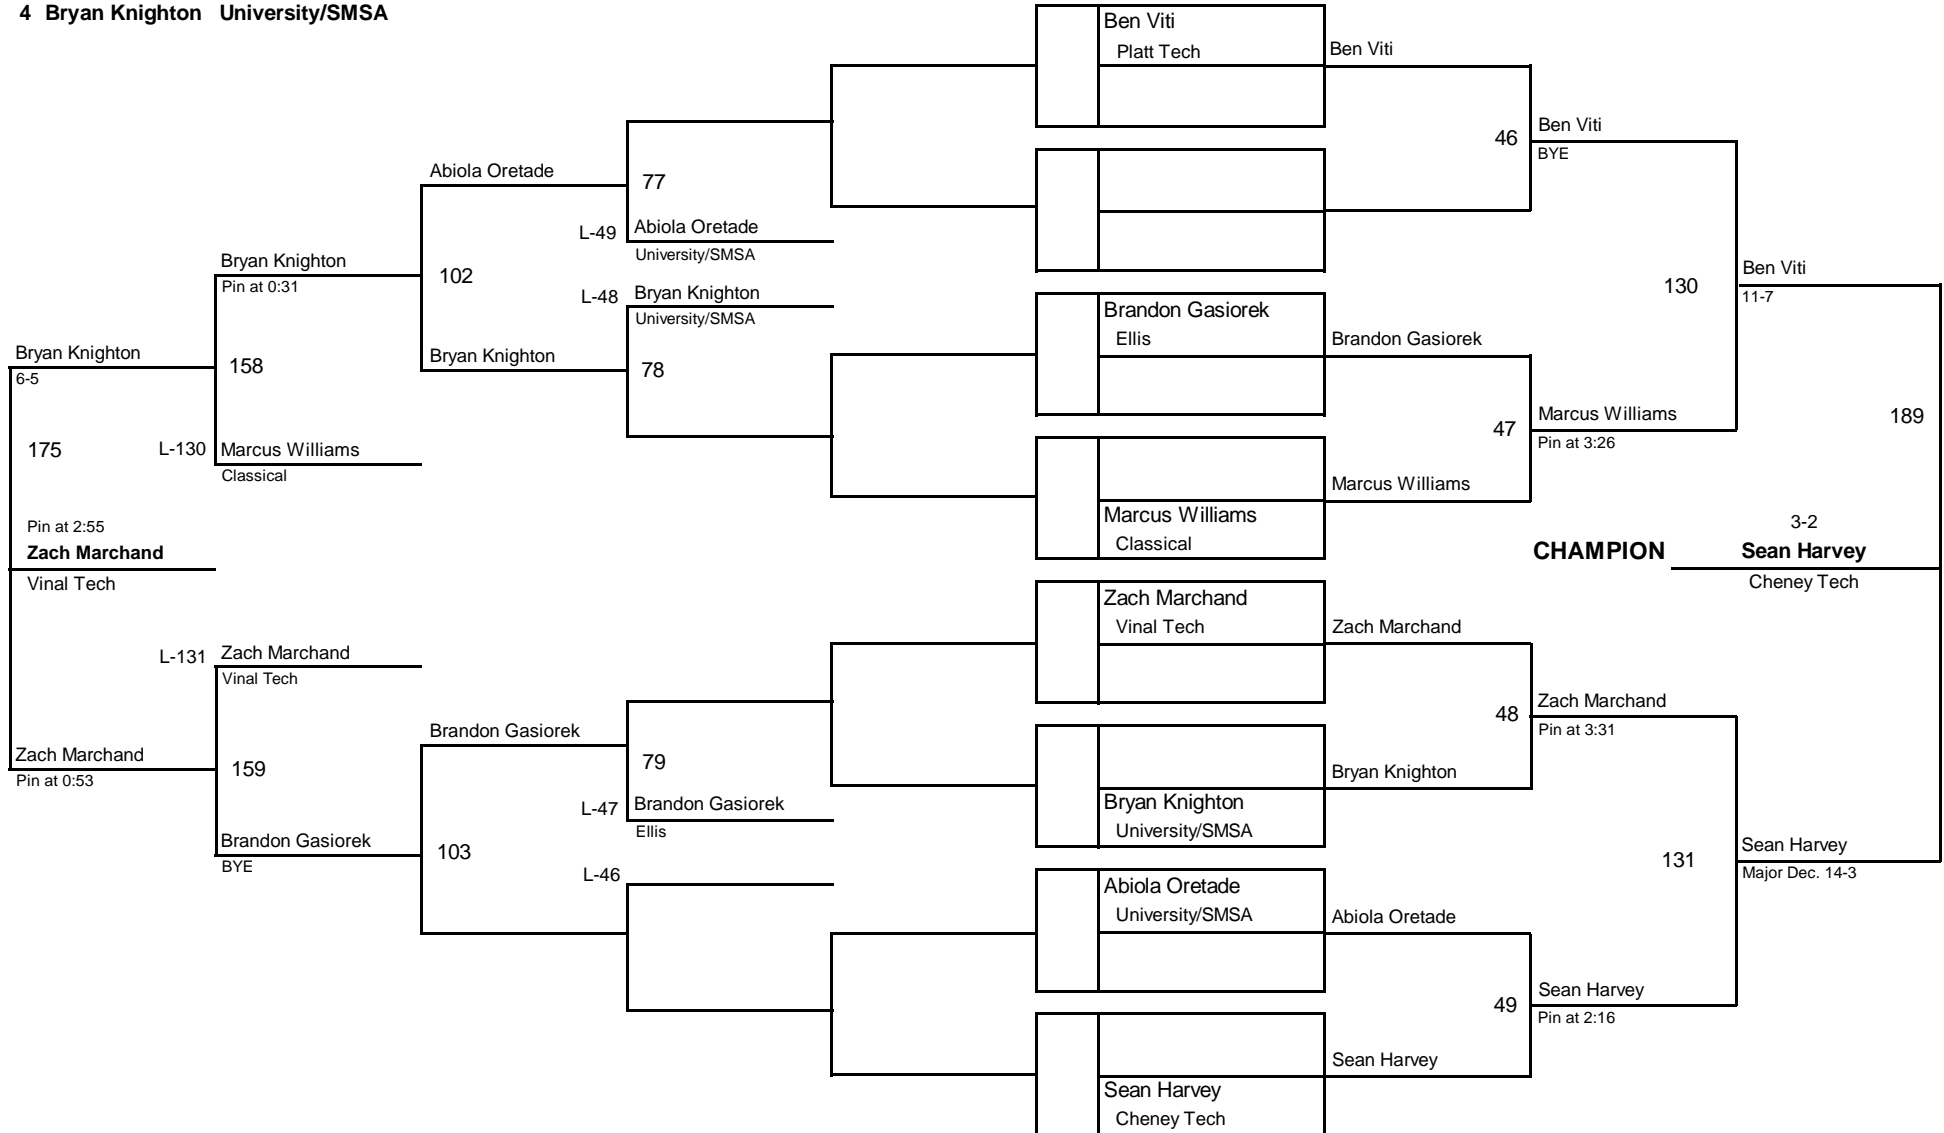 4 Bryan Knighton University/SMSA
Ben Viti
Platt Tech
Ben Viti
46
Ben Viti
BYE
Abiola Oretade
77
L-49
Abiola Oretade
University/SMSA
Bryan Knighton
Pin at 0:31
102
L-48
Bryan Knighton
University/SMSA
130
Ben Viti
11-7
Brandon Gasiorek
Ellis
Brandon Gasiorek
Bryan Knighton
6-5
158
Bryan Knighton
78
47
Marcus Williams
Pin at 3:26
189
175
L-130
Marcus Williams
Classical
Marcus Williams
Marcus Williams
Classical
Pin at 2:55
Zach Marchand
Vinal Tech
3-2
CHAMPION
Sean Harvey
Cheney Tech
Zach Marchand
Vinal Tech
Zach Marchand
L-131
Zach Marchand
Vinal Tech
48
Zach Marchand
Pin at 3:31
Brandon Gasiorek
79
Zach Marchand
Pin at 0:53
159
Bryan Knighton
Bryan Knighton
University/SMSA
L-47
Brandon Gasiorek
Ellis
Brandon Gasiorek
BYE
103
L-46
131
Sean Harvey
Major Dec. 14-3
Abiola Oretade
University/SMSA
Abiola Oretade
49
Sean Harvey
Pin at 2:16
Sean Harvey
Sean Harvey
Cheney Tech